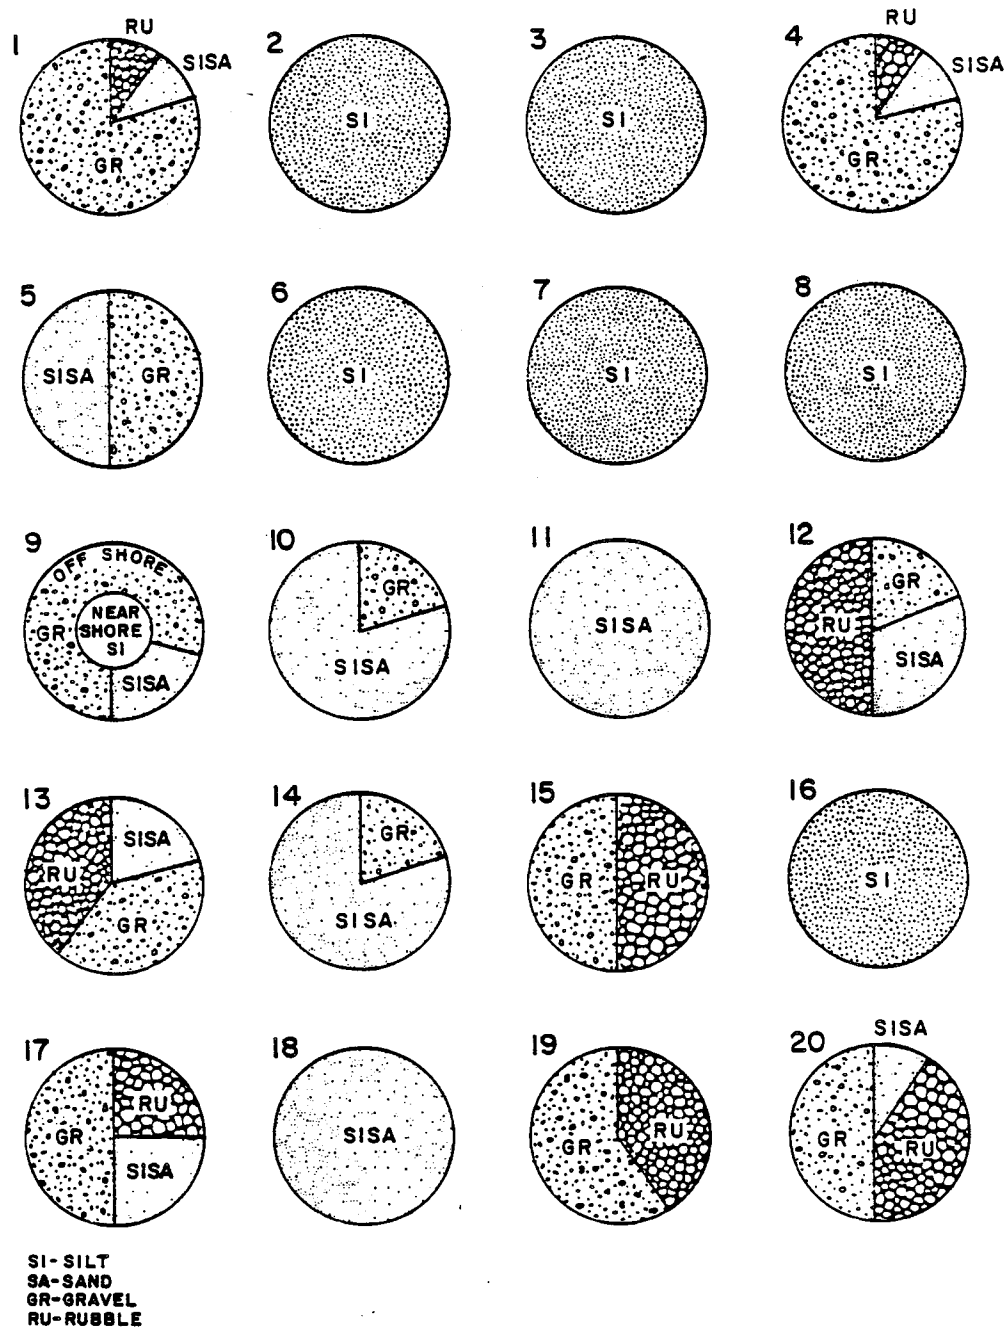 1
RU
SISA
GR
2
SI
3
SI
4
RU
SISA
GR
5
SISA
GR
6
SI
7
SI
8
SI
9
OFF SHORE
NEAR
SHORE
SI
GR
SISA
10
GR
SISA
11
SISA
12
RU
GR
SISA
13
RU
SISA
GR
14
GR
SISA
15
GR
RU
16
SI
17
GR
RU
SISA
18
SISA
19
GR
RU
20
SISA
GR
RU
SI-SILT
SA-SAND
GR-GRAVEL
RU-RUBBLE